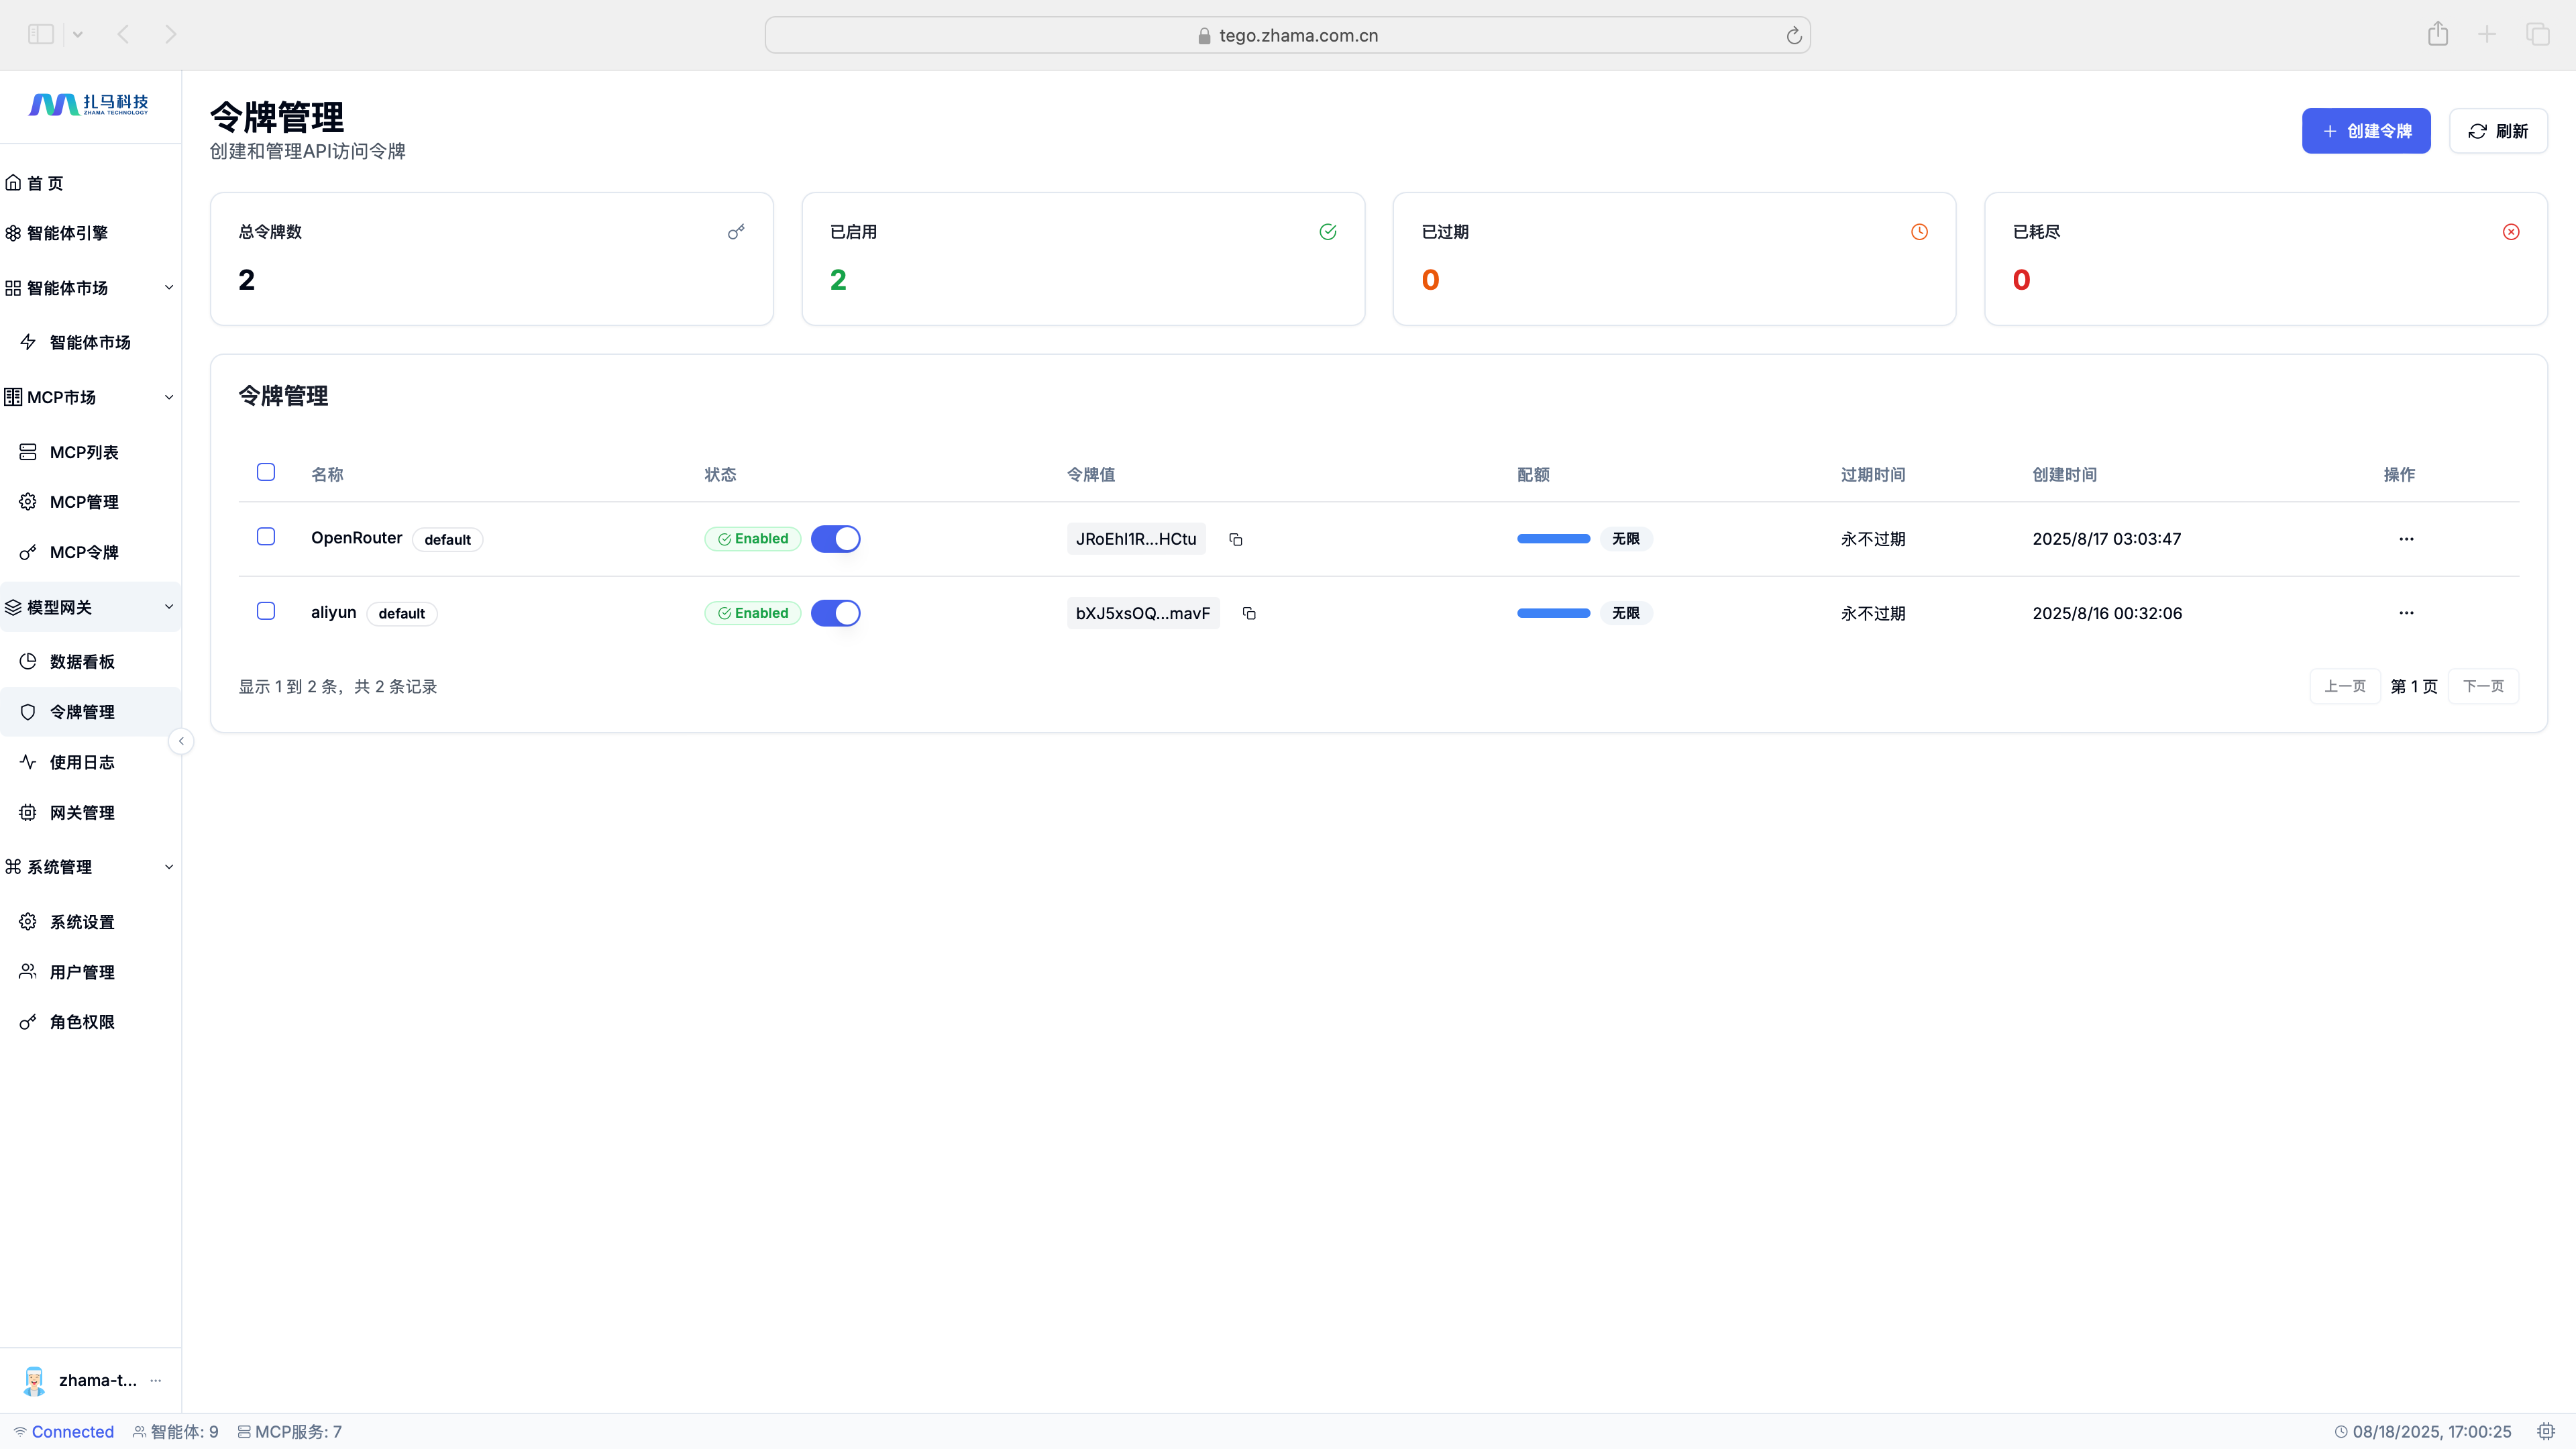 tego.zhama.com.cn
扎马科技
ZHAMA TECHNOLOGY
首 页
智能体引擎
智能体市场
智能体市场
MCP市场
MCP列表
MCP管理
MCP令牌
模型网关
数据看板
令牌管理
使用日志
网关管理
系统管理
系统设置
用户管理
角色权限
zhama-t...
令牌管理
创建和管理API访问令牌
创建令牌
刷新
总令牌数
2
已启用
2
已过期
0
已耗尽
0
令牌管理
名称 状态 令牌值 配额 过期时间 创建时间 操作
OpenRouter default Enabled JRoEhI1R...HCtu 无限 永不过期 2025/8/17 03:03:47
aliyun default Enabled bXJ5xsOQ...mavF 无限 永不过期 2025/8/16 00:32:06
显示 1 到 2 条，共 2 条记录
上一页 第 1 页 下一页
Connected 智能体: 9 MCP服务: 7 08/18/2025, 17:00:25